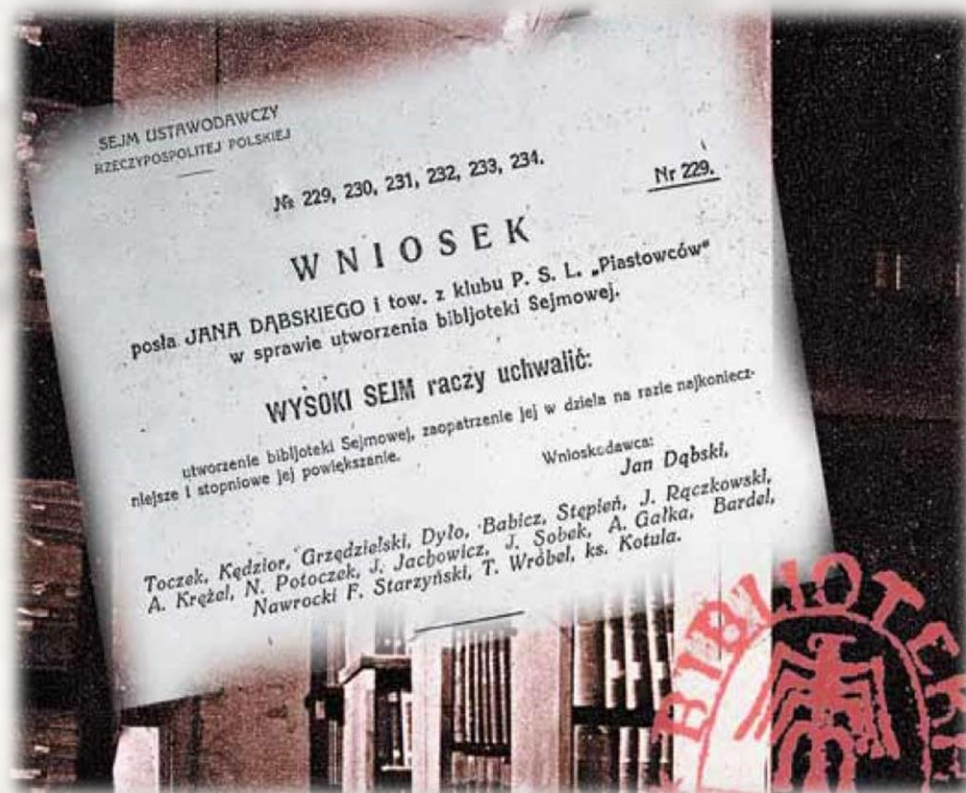 SEJM USTAWODAWCZY
RZECZYPOSPOLITEJ POLSKIEJ
№ 229, 230, 231, 232, 233, 234.
Nr 229.
WNIOSEK
posła JANA DĄBSKIEGO i tow. z klubu P. S. L. „Piastowców"
w sprawie utworzenia bibljoteki Sejmowej.
WYSOKI SEJM raczy uchwalić:
utworzenie bibljoteki Sejmowej, zaopatrzenie jej w dzieła na razie najkoniecz-
niejsze i stopniowe jej powiększanie.
Wnioskodawca:
Jan Dąbski,
Toczek, Kędzior, Grzędzielski, Dyło, Babicz, Stępień, J. Rączkowski,
A. Krężel, N. Potoczek, J. Jachowicz, J. Sobek, A. Gałka, Bardel,
Nawrocki F. Starzyński, T. Wróbel, ks. Kotula.
BIBLIOTEK